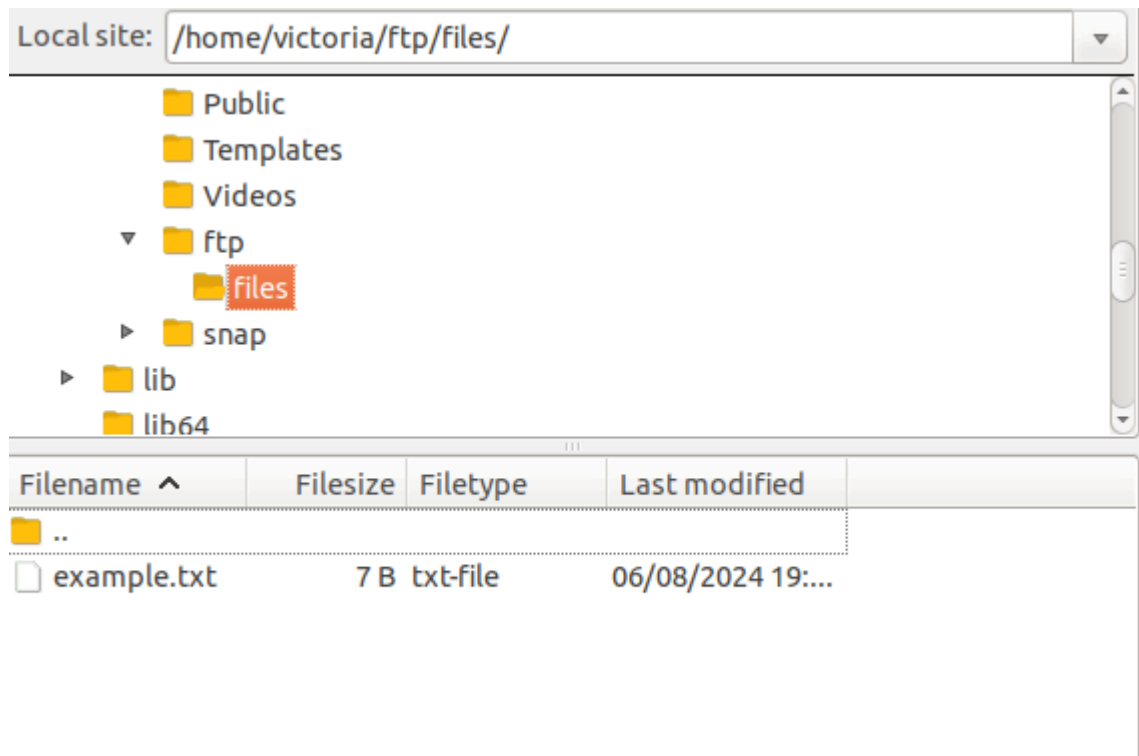 Local site: /home/victoria/ftp/files/
Public
Templates
Videos
ftp
files
snap
lib
lib64
Filename Filesize Filetype Last modified
..
example.txt 7 B txt-file 06/08/2024 19:...